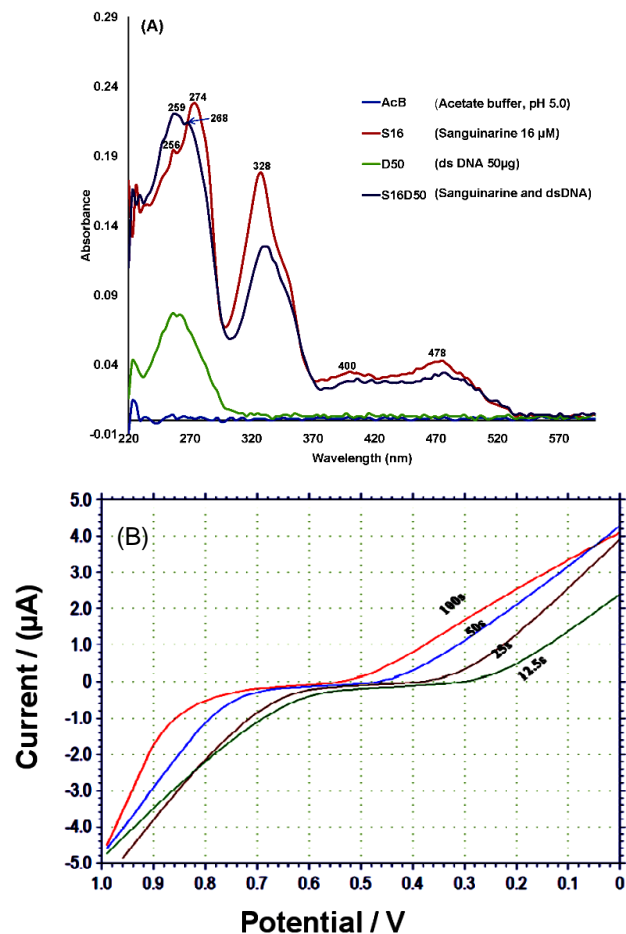 (A)
0.29
0.24
0.19
0.14
0.09
0.04
-0.01
Absorbance
274
259
268
256
328
400
478
AcB (Acetate buffer, pH 5.0)
S16 (Sanguinarine 16 µM)
D50 (ds DNA 50µg)
S16D50 (Sanguinarine and dsDNA)
220 270 320 370 420 470 520 570
Wavelength (nm)
(B)
5.0
4.0
3.0
2.0
1.0
0
-1.0
-2.0
-3.0
-4.0
-5.0
Current / (µA)
100s
50s
25s
12.5s
1.0 0.9 0.8 0.7 0.6 0.5 0.4 0.3 0.2 0.1 0
Potential / V